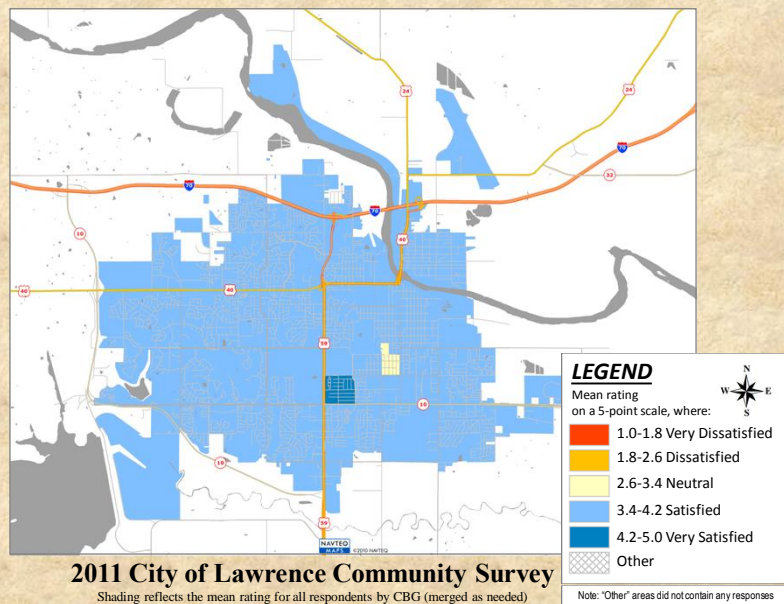 24
24
70
32
70
70
10
40
40
40
59
10
10
59
NAVTEQ
MAPS ©2010 NAVTEQ
LEGEND
Mean rating
on a 5-point scale, where:
N
W E
S
1.0-1.8 Very Dissatisfied
1.8-2.6 Dissatisfied
2.6-3.4 Neutral
3.4-4.2 Satisfied
4.2-5.0 Very Satisfied
Other
2011 City of Lawrence Community Survey
Shading reflects the mean rating for all respondents by CBG (merged as needed)
Note: "Other" areas did not contain any responses